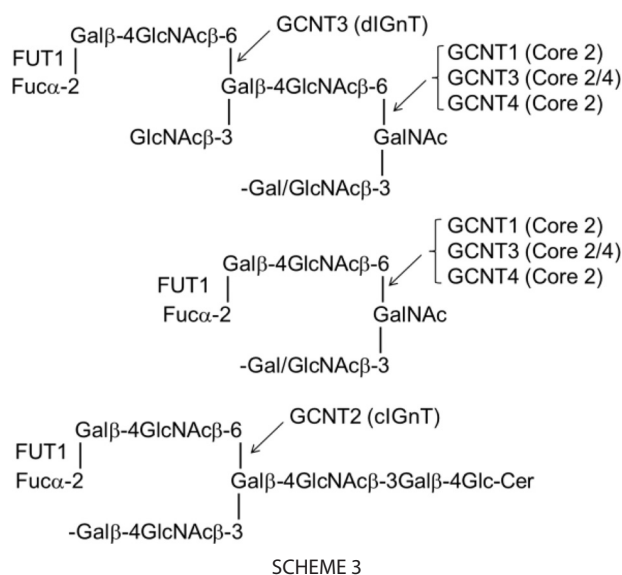 Galβ-4GlcNAcβ-6 GCNT3 (dIGnT)
FUT1
Fucα-2 Galβ-4GlcNAcβ-6
GCNT1 (Core 2)
GCNT3 (Core 2/4)
GCNT4 (Core 2)
GlcNAcβ-3 GalNAc
-Gal/GlcNAcβ-3
GCNT1 (Core 2)
GCNT3 (Core 2/4)
GCNT4 (Core 2)
Galβ-4GlcNAcβ-6
FUT1
Fucα-2 GalNAc
-Gal/GlcNAcβ-3
Galβ-4GlcNAcβ-6 GCNT2 (cIGnT)
FUT1
Fucα-2 Galβ-4GlcNAcβ-3Galβ-4Glc-Cer
-Galβ-4GlcNAcβ-3
SCHEME 3